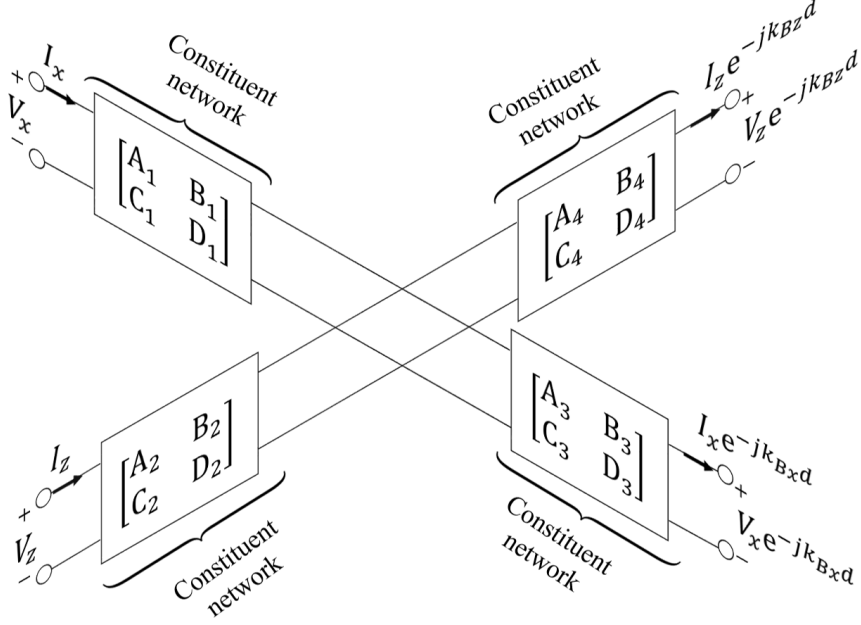 I_x
+
V_x
-
Constituent
network
[A_1 B_1
C_1 D_1]
Constituent
network
[A_4 B_4
C_4 D_4]
I_z e^{-jk_{Bz}d}
+
V_z e^{-jk_{Bz}d}
-
I_z
+
V_z
-
[A_2 B_2
C_2 D_2]
Constituent
network
[A_3 B_3
C_3 D_3]
Constituent
network
I_x e^{-jk_{Bx}d}
+
V_x e^{-jk_{Bx}d}
-